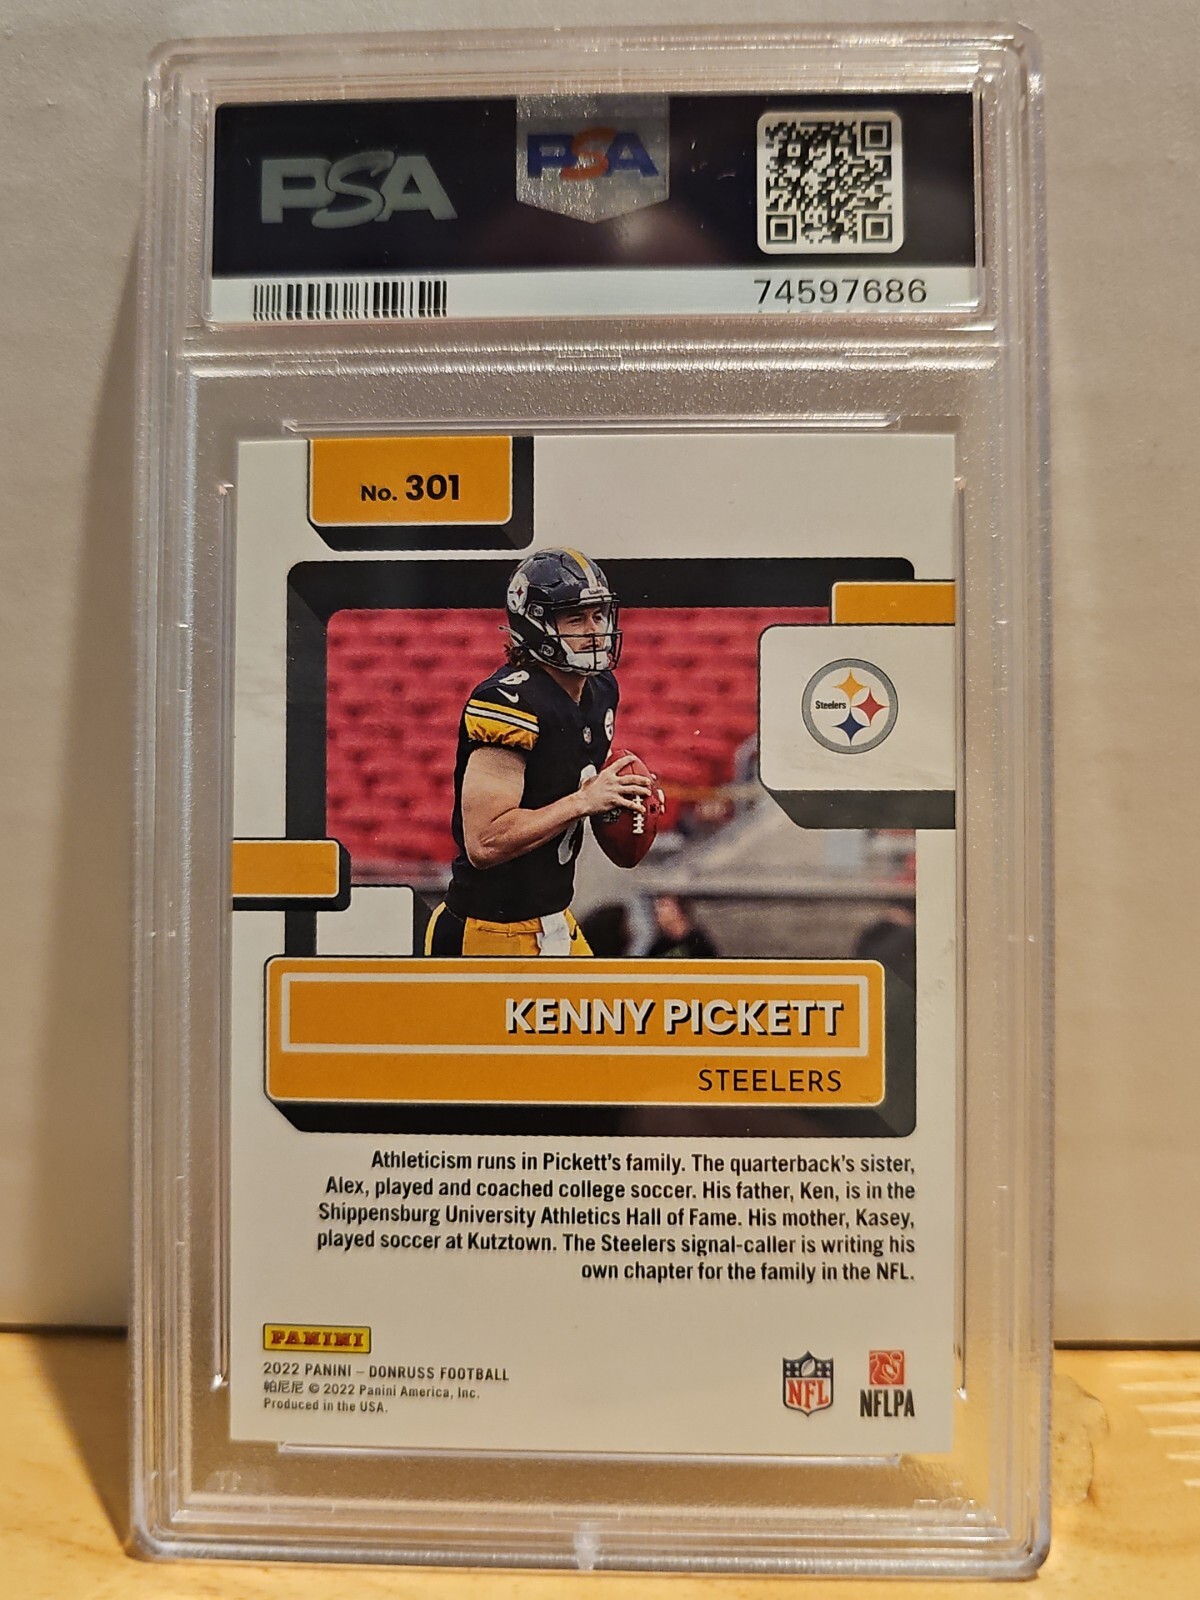 PSA
PSA
74597686
No. 301
Steelers
8
KENNY PICKETT
STEELERS
Athleticism runs in Pickett's family. The quarterback's sister,
Alex, played and coached college soccer. His father, Ken, is in the
Shippensburg University Athletics Hall of Fame. His mother, Kasey,
played soccer at Kutztown. The Steelers signal-caller is writing his
own chapter for the family in the NFL.
PANINI
2022 PANINI – DONRUSS FOOTBALL
帕尼尼 © 2022 Panini America, Inc.
Produced in the USA.
NFL
NFLPA